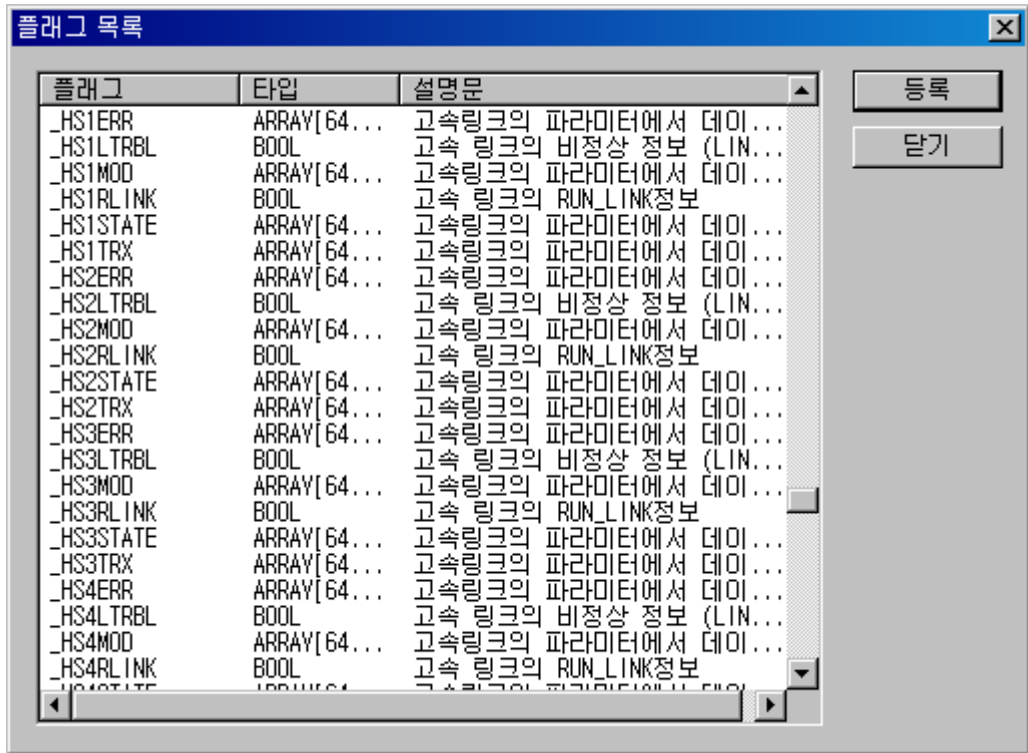 플래그 목록
플래그 타입 설명문
등록
닫기
_HS1ERR ARRAY[64... 고속링크의 파라미터에서 데이...
_HS1LTRBL BOOL 고속 링크의 비정상 정보 (LIN...
_HS1MOD ARRAY[64... 고속링크의 파라미터에서 데이...
_HS1RLINK BOOL 고속 링크의 RUN_LINK정보
_HS1STATE ARRAY[64... 고속링크의 파라미터에서 데이...
_HS1TRX ARRAY[64... 고속링크의 파라미터에서 데이...
_HS2ERR ARRAY[64... 고속링크의 파라미터에서 데이...
_HS2LTRBL BOOL 고속 링크의 비정상 정보 (LIN...
_HS2MOD ARRAY[64... 고속링크의 파라미터에서 데이...
_HS2RLINK BOOL 고속 링크의 RUN_LINK정보
_HS2STATE ARRAY[64... 고속링크의 파라미터에서 데이...
_HS2TRX ARRAY[64... 고속링크의 파라미터에서 데이...
_HS3ERR ARRAY[64... 고속링크의 파라미터에서 데이...
_HS3LTRBL BOOL 고속 링크의 비정상 정보 (LIN...
_HS3MOD ARRAY[64... 고속링크의 파라미터에서 데이...
_HS3RLINK BOOL 고속 링크의 RUN_LINK정보
_HS3STATE ARRAY[64... 고속링크의 파라미터에서 데이...
_HS3TRX ARRAY[64... 고속링크의 파라미터에서 데이...
_HS4ERR ARRAY[64... 고속링크의 파라미터에서 데이...
_HS4LTRBL BOOL 고속 링크의 비정상 정보 (LIN...
_HS4MOD ARRAY[64... 고속링크의 파라미터에서 데이...
_HS4RLINK BOOL 고속 링크의 RUN_LINK정보